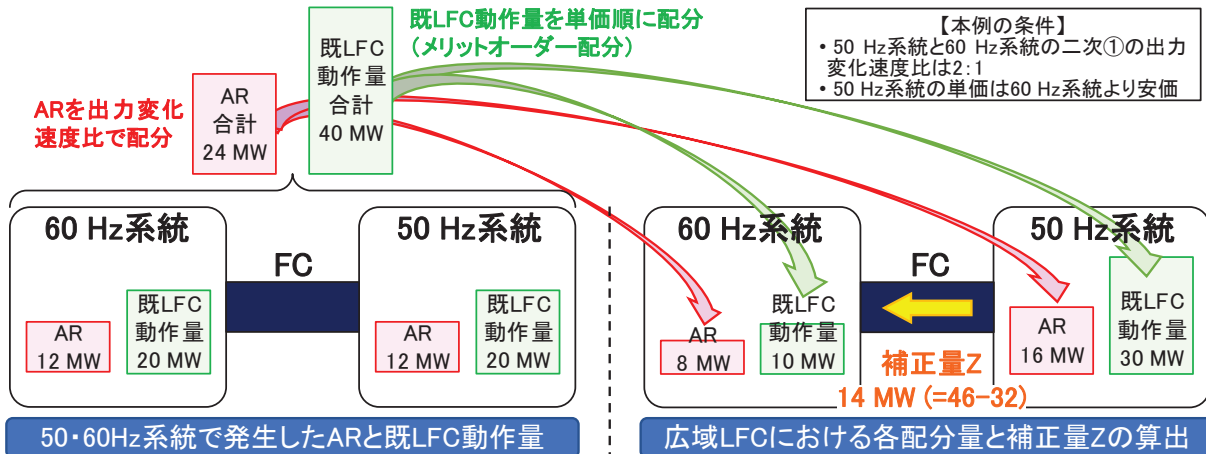 既LFC動作量を単価順に配分
(メリットオーダー配分)
【本例の条件】
・50 Hz系統と60 Hz系統の二次①の出力
変化速度比は2:1
・50 Hz系統の単価は60 Hz系統より安価
ARを出力変化
速度比で配分
AR
合計
24 MW
既LFC
動作量
合計
40 MW
60 Hz系統
FC
50 Hz系統
AR
12 MW
既LFC
動作量
20 MW
AR
12 MW
既LFC
動作量
20 MW
50・60Hz系統で発生したARと既LFC動作量
60 Hz系統
FC
50 Hz系統
AR
8 MW
既LFC
動作量
10 MW
AR
16 MW
既LFC
動作量
30 MW
補正量Z
14 MW (=46−32)
広域LFCにおける各配分量と補正量Zの算出